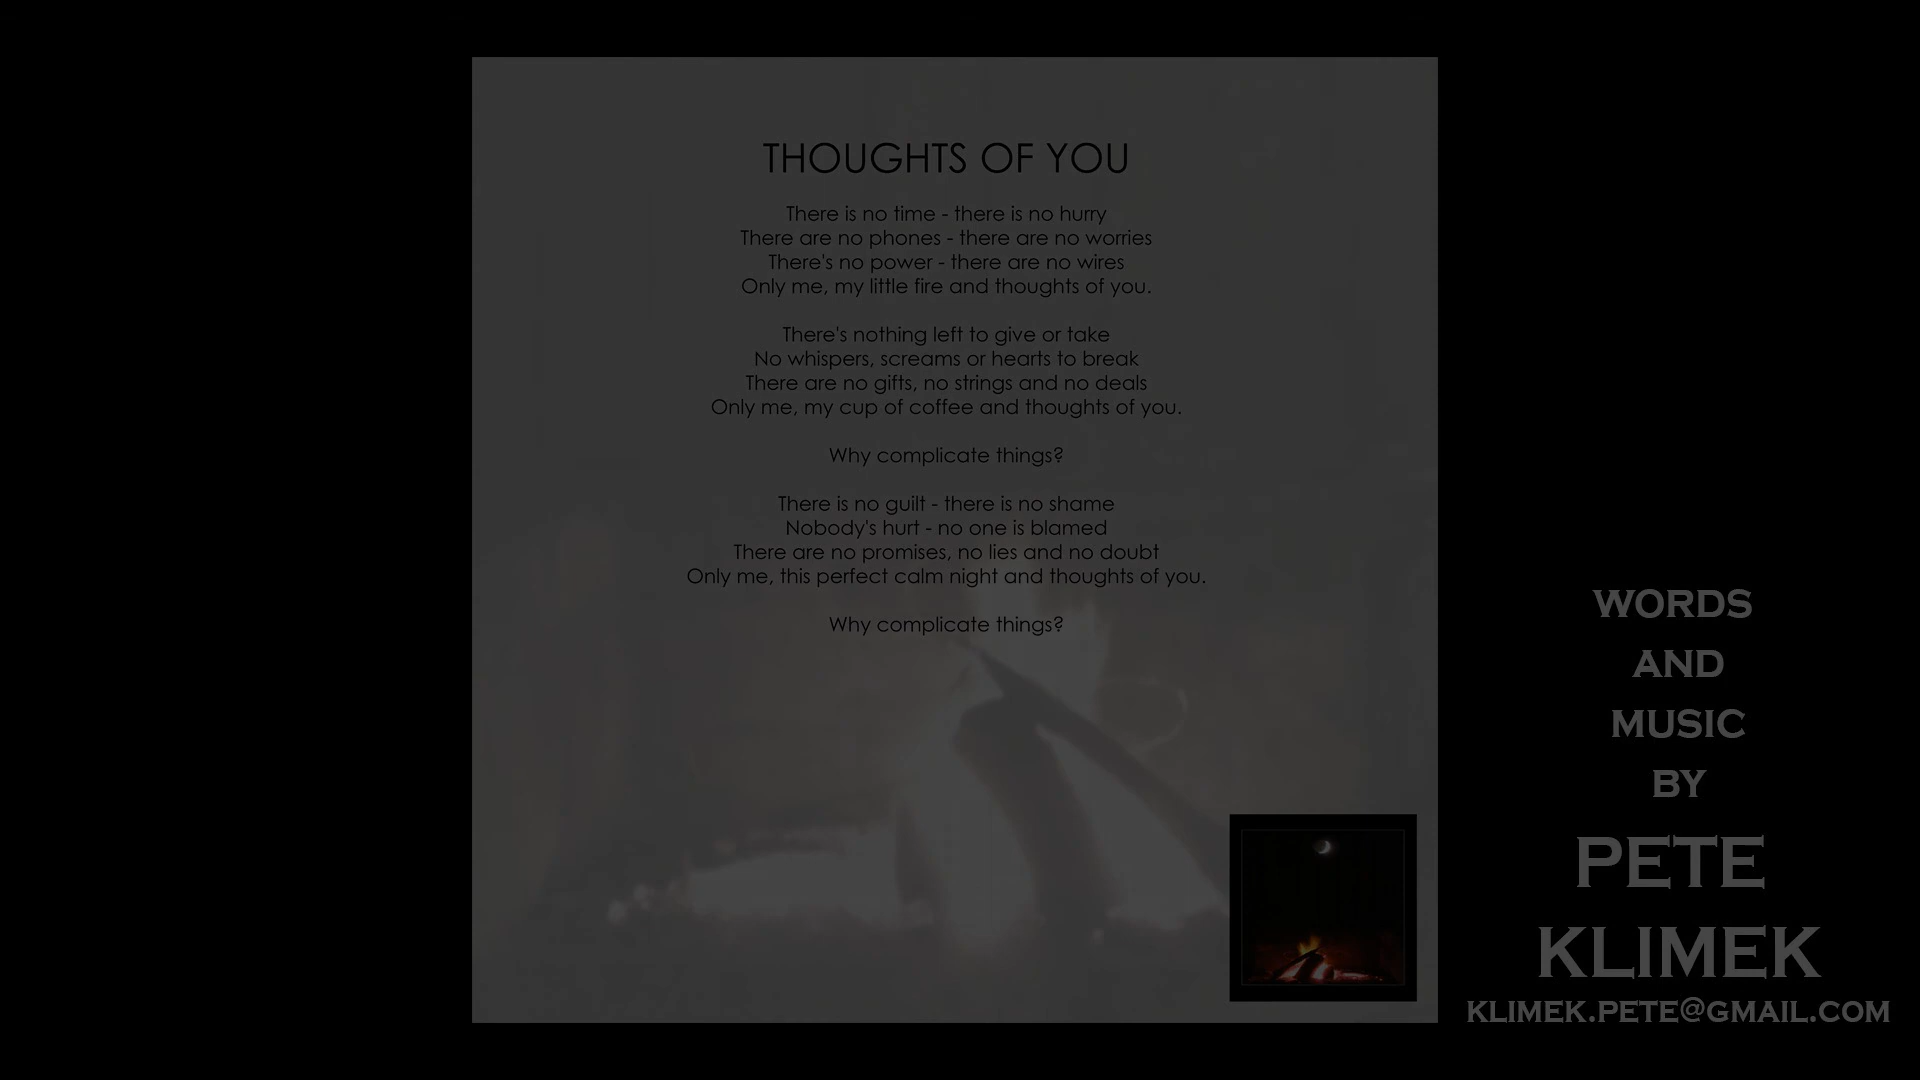 THOUGHTS OF YOU
There is no time - there is no hurry
There are no phones - there are no worries
There's no power - there are no wires
Only me, my little fire and thoughts of you.
There's nothing left to give or take
No whispers, screams or hearts to break
There are no gifts, no strings and no deals
Only me, my cup of coffee and thoughts of you.
Why complicate things?
There is no guilt - there is no shame
Nobody's hurt - no one is blamed
There are no promises, no lies and no doubt
Only me, this perfect calm night and thoughts of you.
Why complicate things?
WORDS
AND
MUSIC
BY
PETE
KLIMEK
KLIMEK.PETE@GMAIL.COM